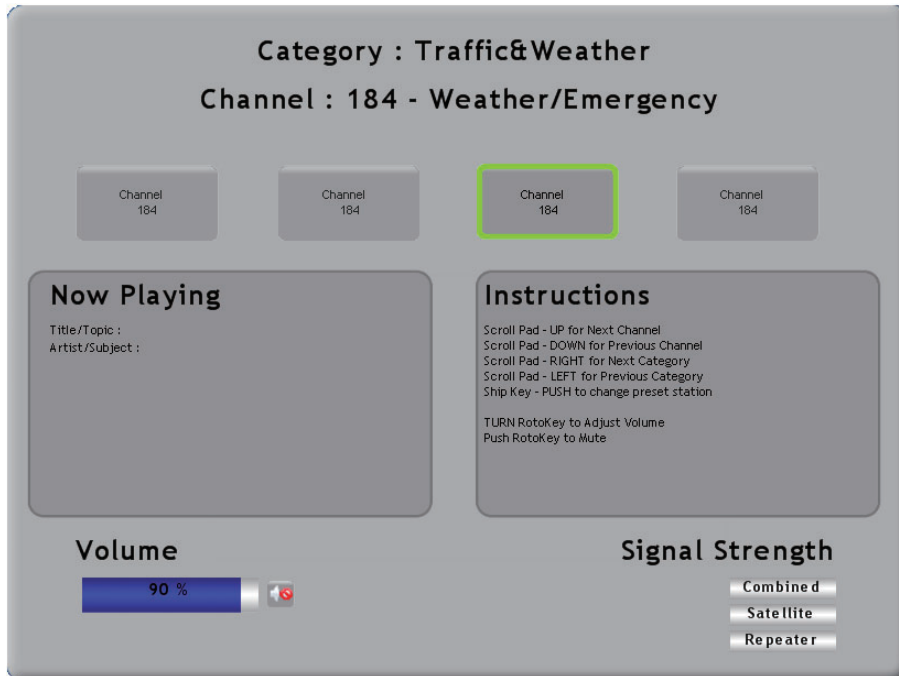 Category : Traffic&Weather
Channel : 184 - Weather/Emergency
Channel
184
Channel
184
Channel
184
Channel
184
Now Playing
Title/Topic :
Artist/Subject :
Instructions
Scroll Pad - UP for Next Channel
Scroll Pad - DOWN for Previous Channel
Scroll Pad - RIGHT for Next Category
Scroll Pad - LEFT for Previous Category
Ship Key - PUSH to change preset station
TURN RotoKey to Adjust Volume
Push RotoKey to Mute
Volume
90 %
Signal Strength
Combined
Satellite
Repeater